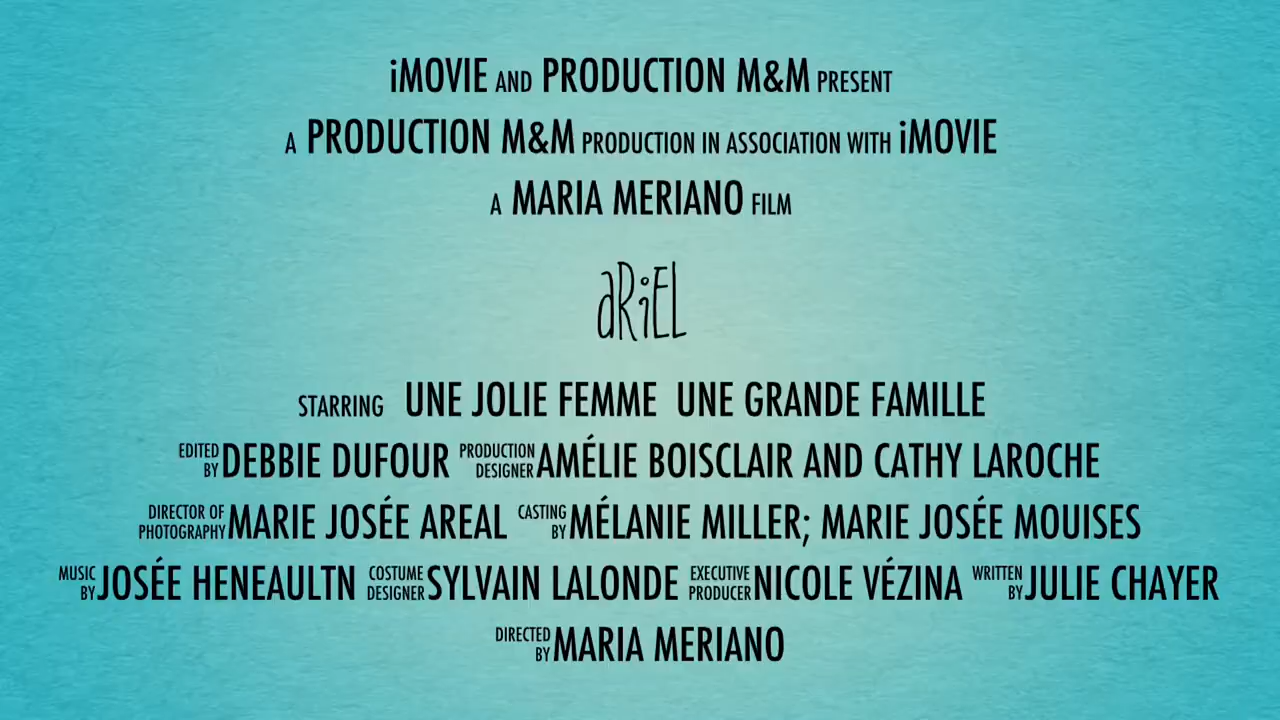 iMOVIE AND PRODUCTION M&M PRESENT
A PRODUCTION M&M PRODUCTION IN ASSOCIATION WITH iMOVIE
A MARIA MERIANO FILM
aRiEL
STARRING UNE JOLIE FEMME UNE GRANDE FAMILLE
EDITED BY DEBBIE DUFOUR PRODUCTION DESIGNER AMÉLIE BOISCLAIR AND CATHY LAROCHE
DIRECTOR OF PHOTOGRAPHY MARIE JOSÉE AREAL CASTING BY MÉLANIE MILLER; MARIE JOSÉE MOUISES
MUSIC BY JOSÉE HENEAULTN COSTUME DESIGNER SYLVAIN LALONDE EXECUTIVE PRODUCER NICOLE VÉZINA WRITTEN BY JULIE CHAYER
DIRECTED BY MARIA MERIANO